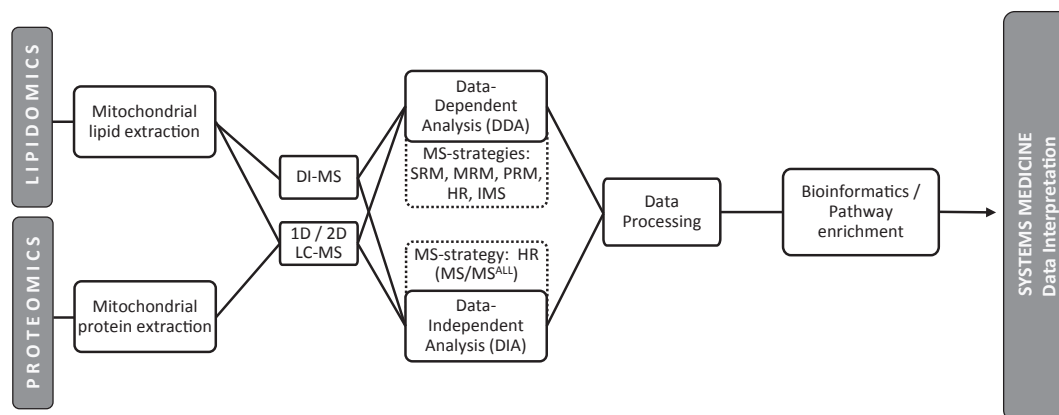 LIPIDOMICS
Mitochondrial
lipid extraction
PROTEOMICS
Mitochondrial
protein extraction
DI-MS
1D / 2D
LC-MS
Data-
Dependent
Analysis (DDA)
MS-strategies:
SRM, MRM, PRM,
HR, IMS
MS-strategy: HR
(MS/MSALL)
Data-
Independent
Analysis (DIA)
Data
Processing
Bioinformatics /
Pathway
enrichment
SYSTEMS MEDICINE
Data Interpretation